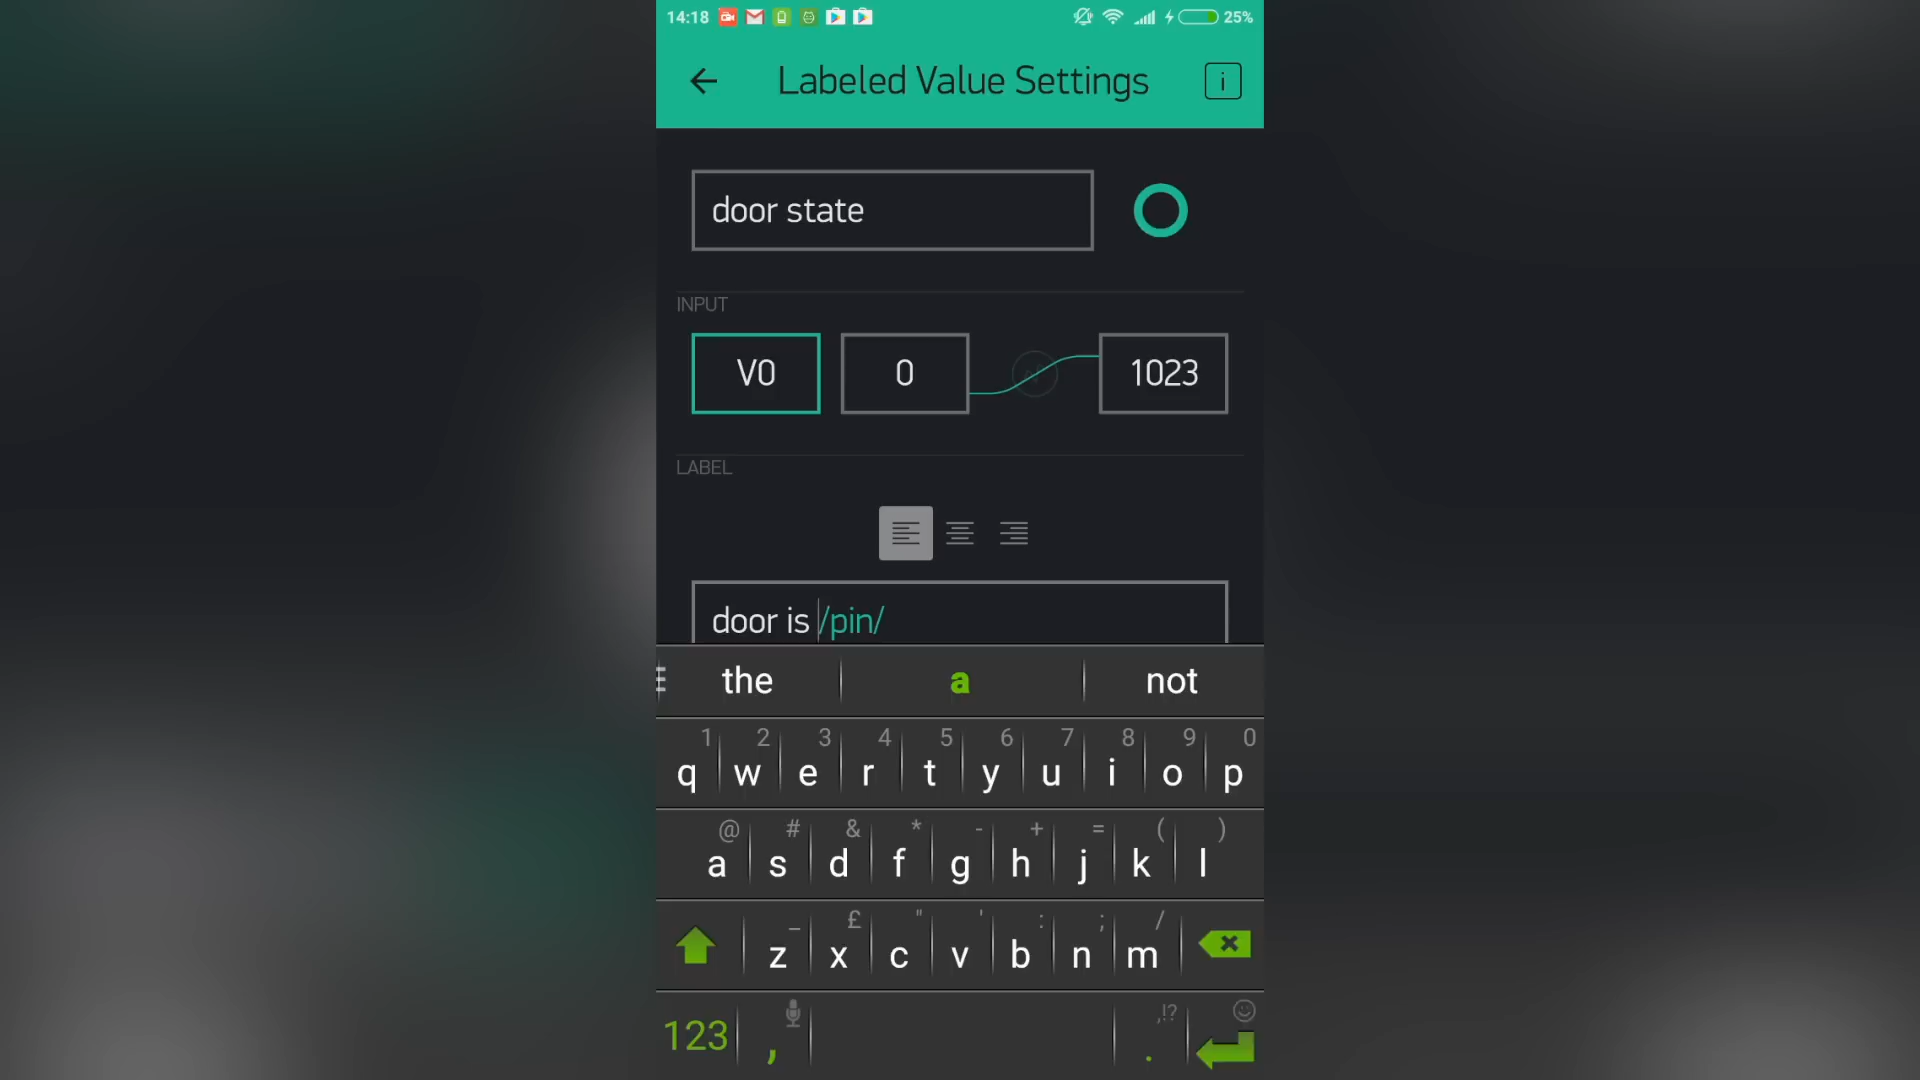 14:18 25%
Labeled Value Settings i
door state
INPUT
V0 0 1023
LABEL
door is /pin/
the a not
1 2 3 4 5 6 7 8 9 0
q w e r t y u i o p
@ # & * - + = ( )
a s d f g h j k l
_ £ " ' : ; /
z x c v b n m
,!?
123 , .